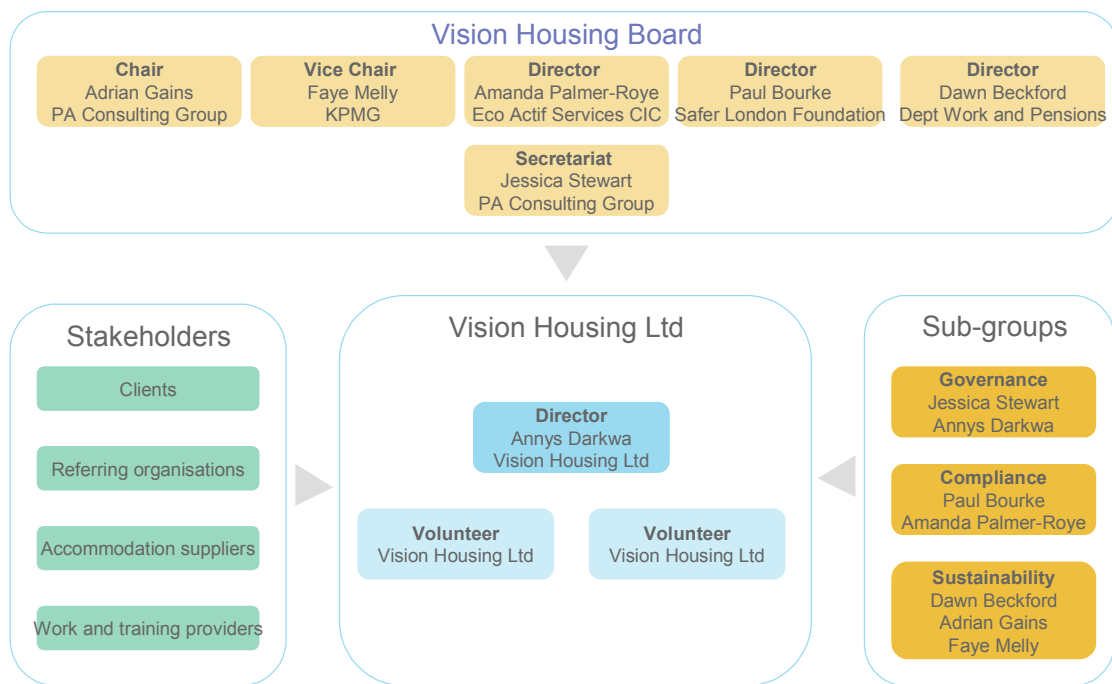 Vision Housing Board
Chair
Adrian Gains
PA Consulting Group
Vice Chair
Faye Melly
KPMG
Director
Amanda Palmer-Roye
Eco Actif Services CIC
Director
Paul Bourke
Safer London Foundation
Director
Dawn Beckford
Dept Work and Pensions
Secretariat
Jessica Stewart
PA Consulting Group
Stakeholders
Clients
Referring organisations
Accommodation suppliers
Work and training providers
Vision Housing Ltd
Director
Annys Darkwa
Vision Housing Ltd
Volunteer
Vision Housing Ltd
Volunteer
Vision Housing Ltd
Sub-groups
Governance
Jessica Stewart
Annys Darkwa
Compliance
Paul Bourke
Amanda Palmer-Roye
Sustainability
Dawn Beckford
Adrian Gains
Faye Melly